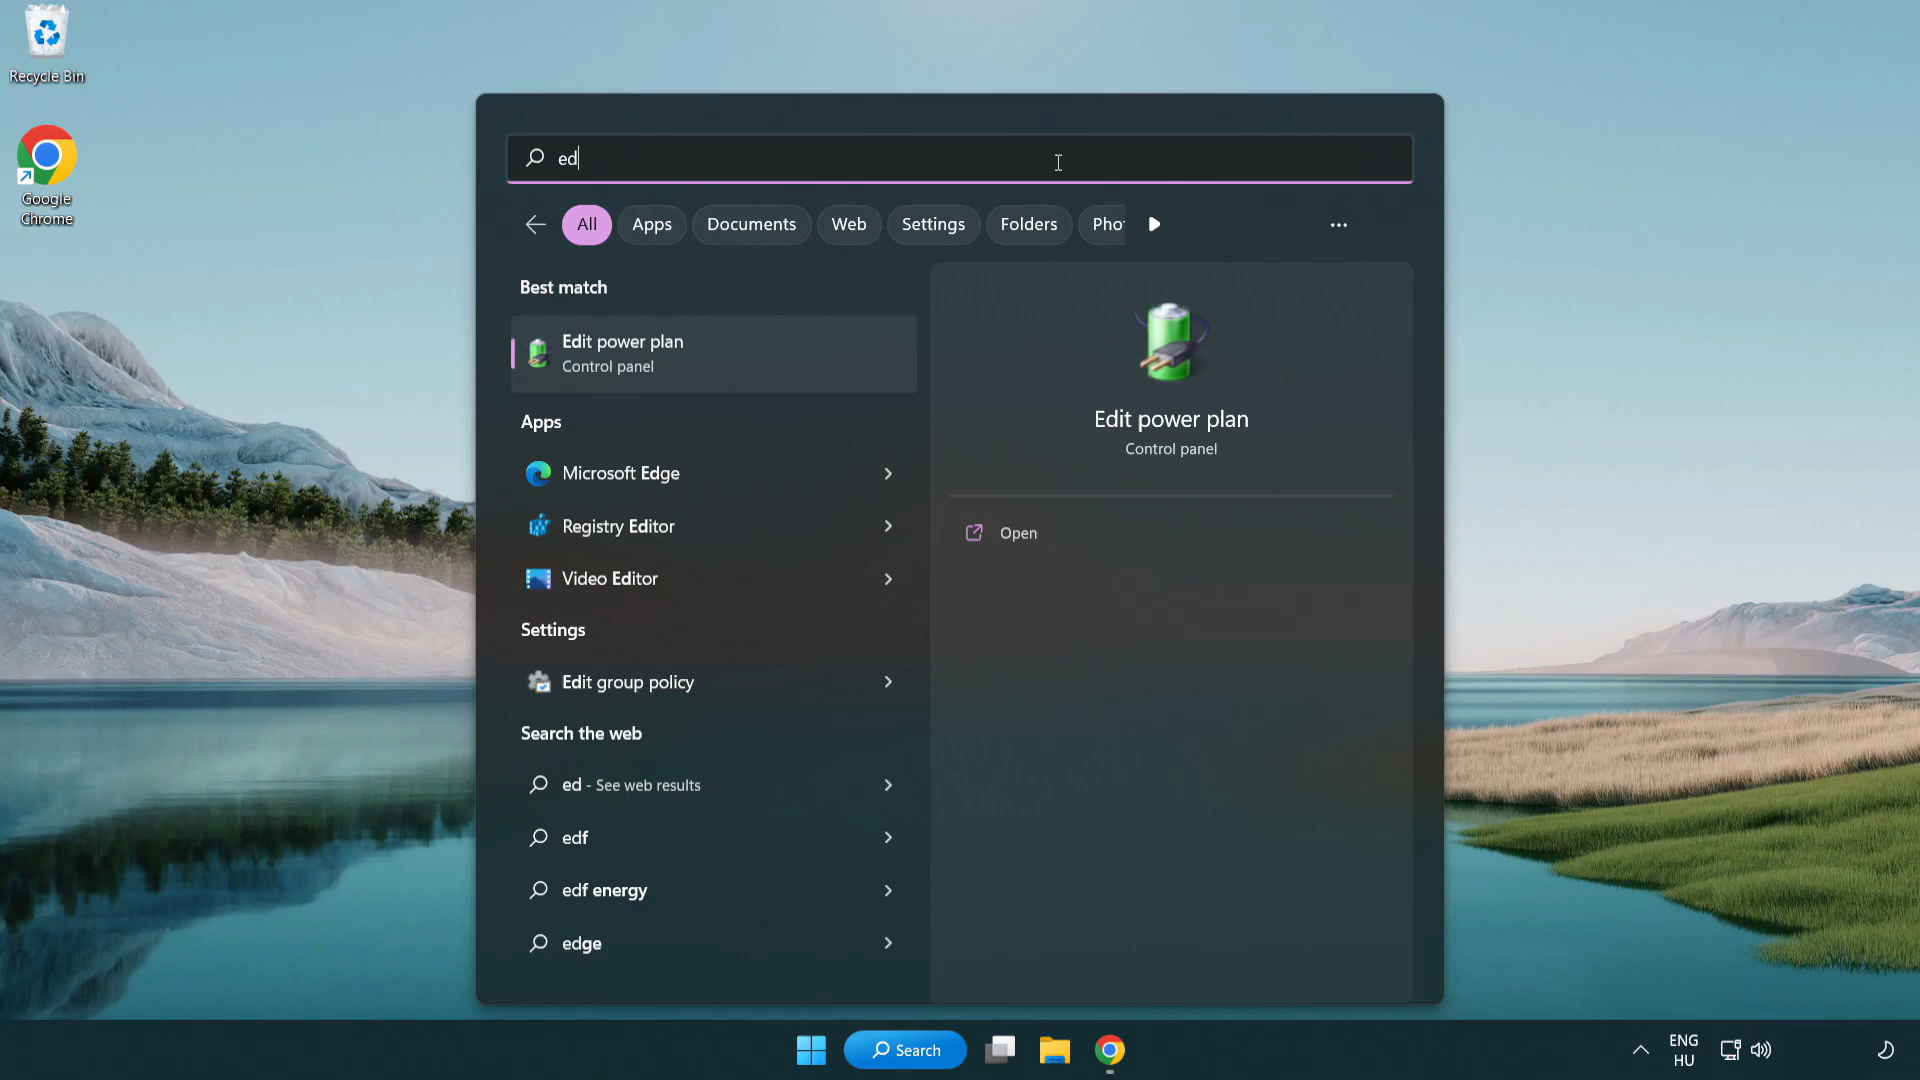 Recycle Bin
Google
Chrome
ed
All
Apps
Documents
Web
Settings
Folders
Pho
Best match
Edit power plan
Control panel
Apps
Microsoft Edge
Registry Editor
Video Editor
Settings
Edit group policy
Search the web
ed - See web results
edf
edf energy
edge
Edit power plan
Control panel
Open
Search
ENG
HU